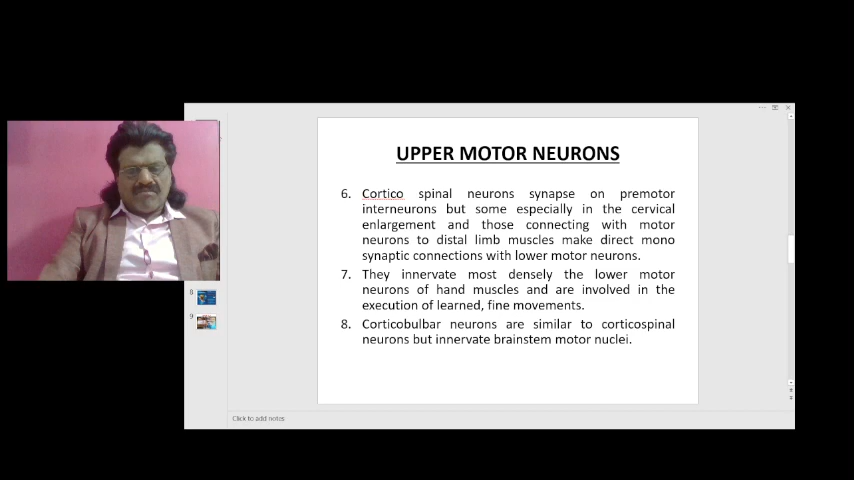 UPPER MOTOR NEURONS
6. Cortico spinal neurons synapse on premotor
interneurons but some especially in the cervical
enlargement and those connecting with motor
neurons to distal limb muscles make direct mono
synaptic connections with lower motor neurons.
7. They innervate most densely the lower motor
neurons of hand muscles and are involved in the
execution of learned, fine movements.
8. Corticobulbar neurons are similar to corticospinal
neurons but innervate brainstem motor nuclei.
8
9
Click to add notes